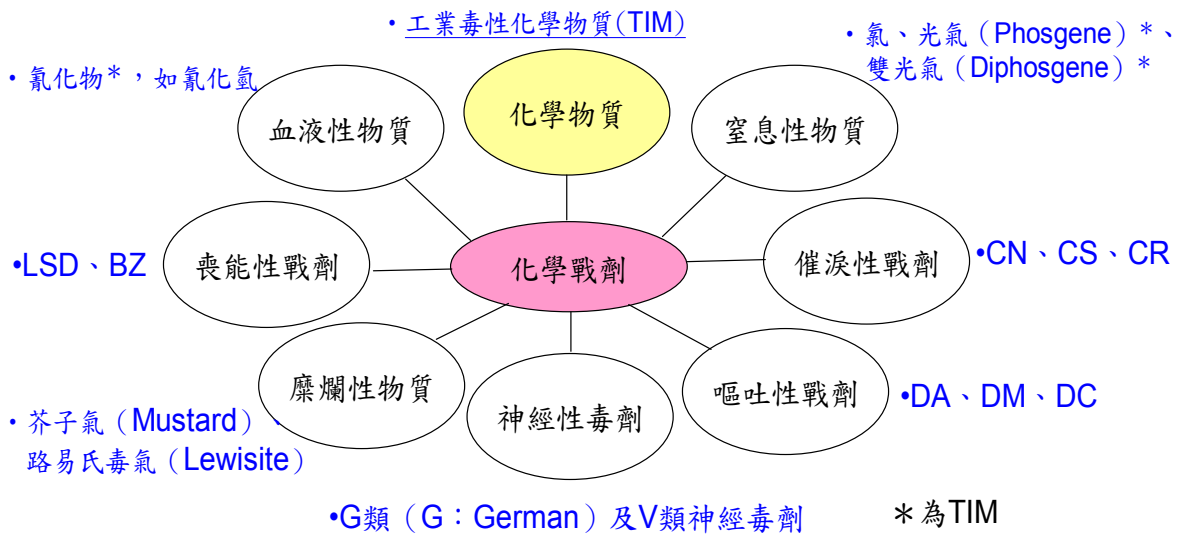 •工業毒性化學物質(TIM)
•氯、光氣（Phosgene）*、
雙光氣（Diphosgene）*
•氰化物*，如氰化氫
血液性物質
化學物質
窒息性物質
•LSD、BZ
喪能性戰劑
化學戰劑
催淚性戰劑
•CN、CS、CR
糜爛性物質
神經性毒劑
嘔吐性戰劑
•DA、DM、DC
•芥子氣（Mustard）、
路易氏毒氣（Lewisite）
•G類（G：German）及V類神經毒劑
＊為TIM